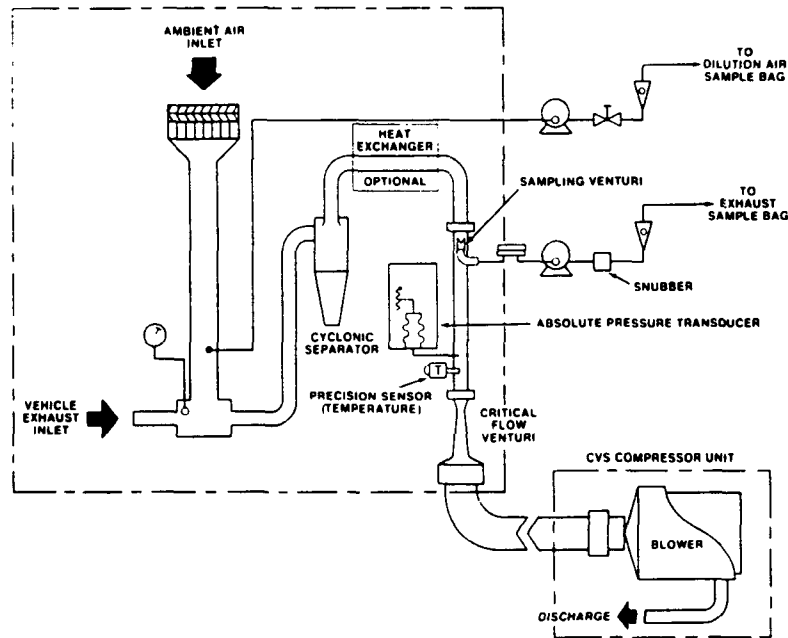 AMBIENT AIR
INLET
TO
DILUTION AIR
SAMPLE BAG
HEAT
EXCHANGER
OPTIONAL
SAMPLING VENTURI
TO
EXHAUST
SAMPLE BAG
SNUBBER
ABSOLUTE PRESSURE TRANSDUCER
CYCLONIC
SEPARATOR
T
PRECISION SENSOR
(TEMPERATURE)
VEHICLE
EXHAUST
INLET
CRITICAL
FLOW
VENTURI
CVS COMPRESSOR UNIT
BLOWER
DISCHARGE